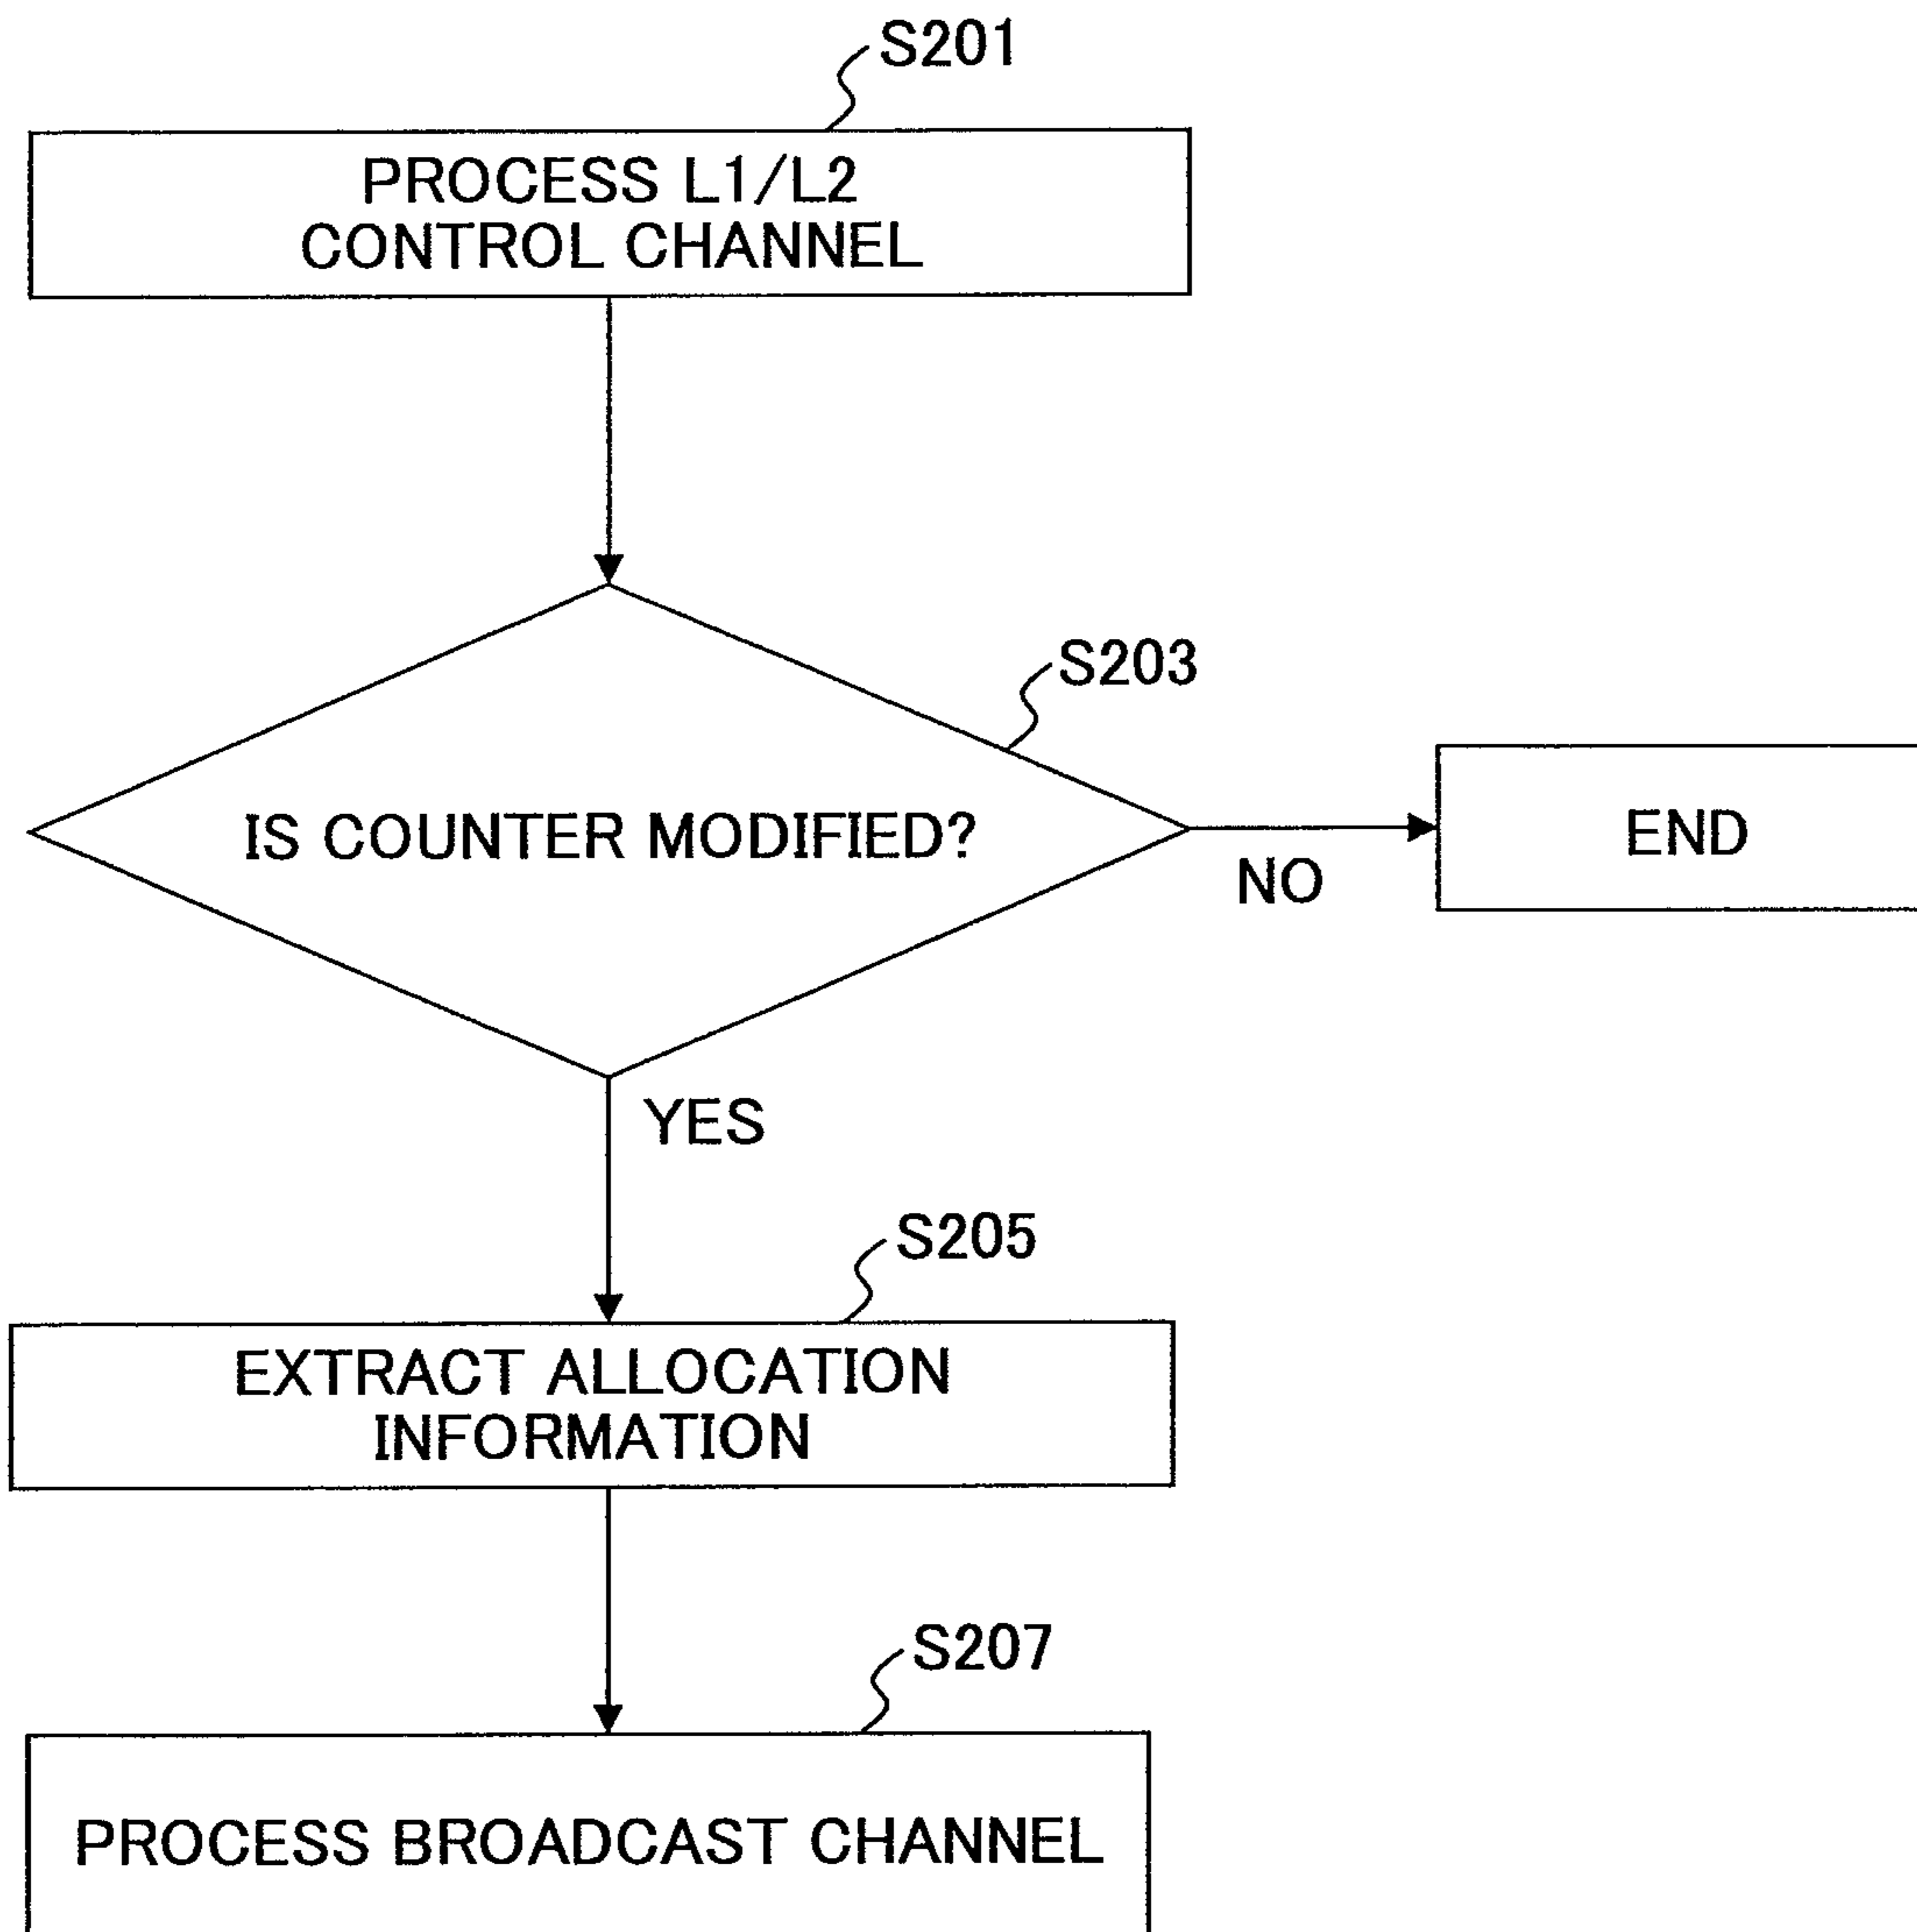 S201
PROCESS L1/L2
CONTROL CHANNEL
S203
IS COUNTER MODIFIED?
END
NO
YES
S205
EXTRACT ALLOCATION
INFORMATION
S207
PROCESS BROADCAST CHANNEL